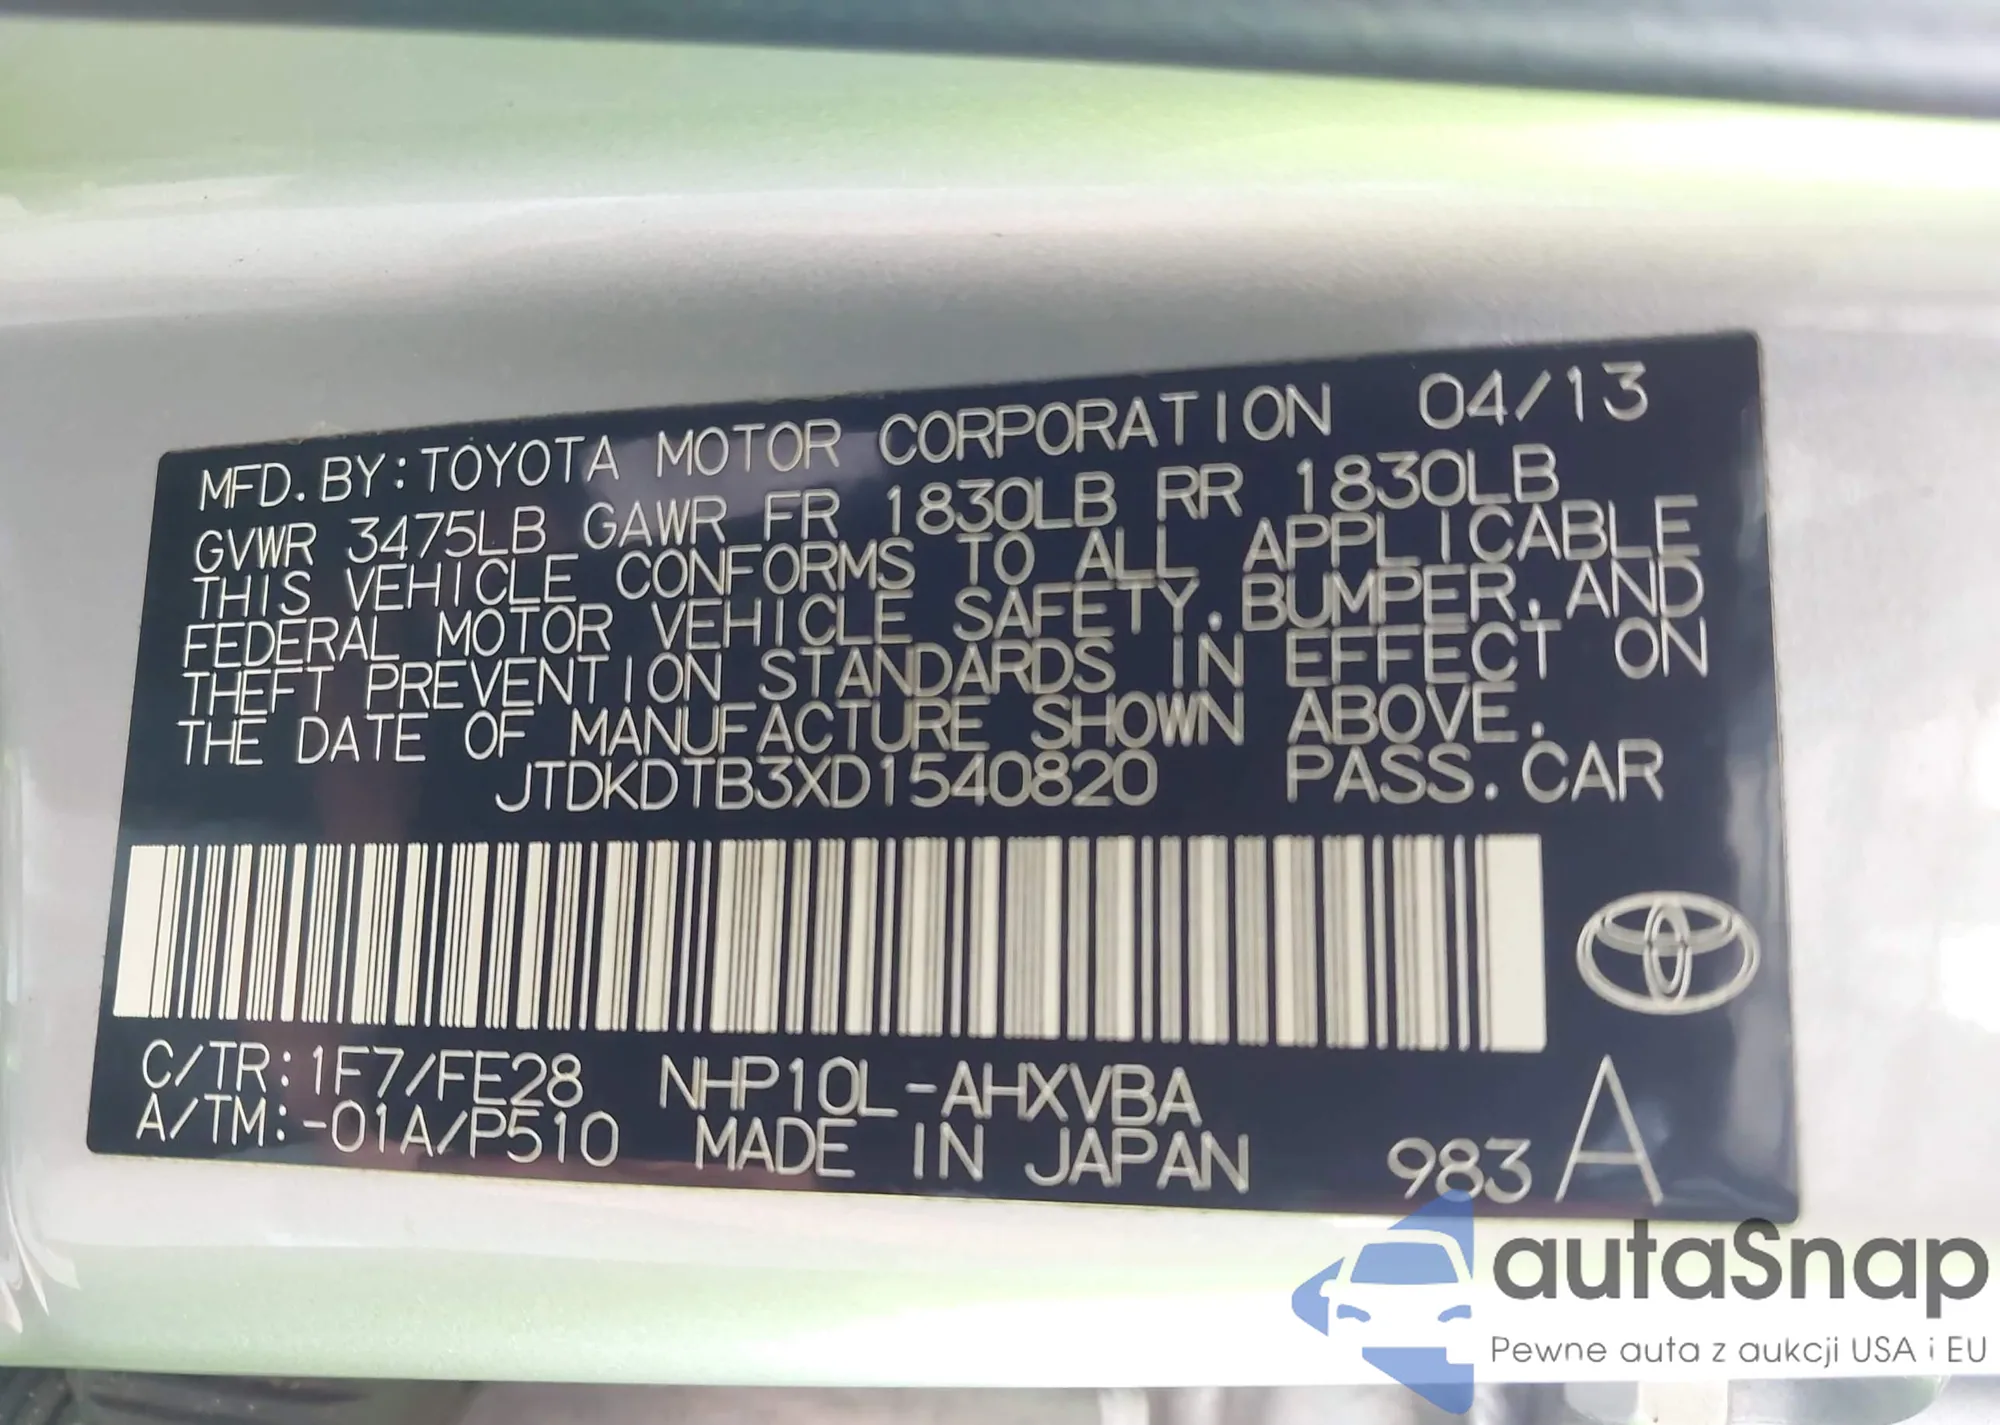 MFD. BY: TOYOTA MOTOR CORPORATION 04/13
GVWR 3475LB GAWR FR 1830LB RR 1830LB
THIS VEHICLE CONFORMS TO ALL APPLICABLE
FEDERAL MOTOR VEHICLE SAFETY, BUMPER, AND
THEFT PREVENTION STANDARDS IN EFFECT ON
THE DATE OF MANUFACTURE SHOWN ABOVE.
JTDKDTB3XD1540820 PASS. CAR
C/TR: 1F7/FE28 NHP10L-AHXVBA
A/TM: -01A/P510 MADE IN JAPAN 983 A
autaSnap
Pewne auta z aukcji USA i EU